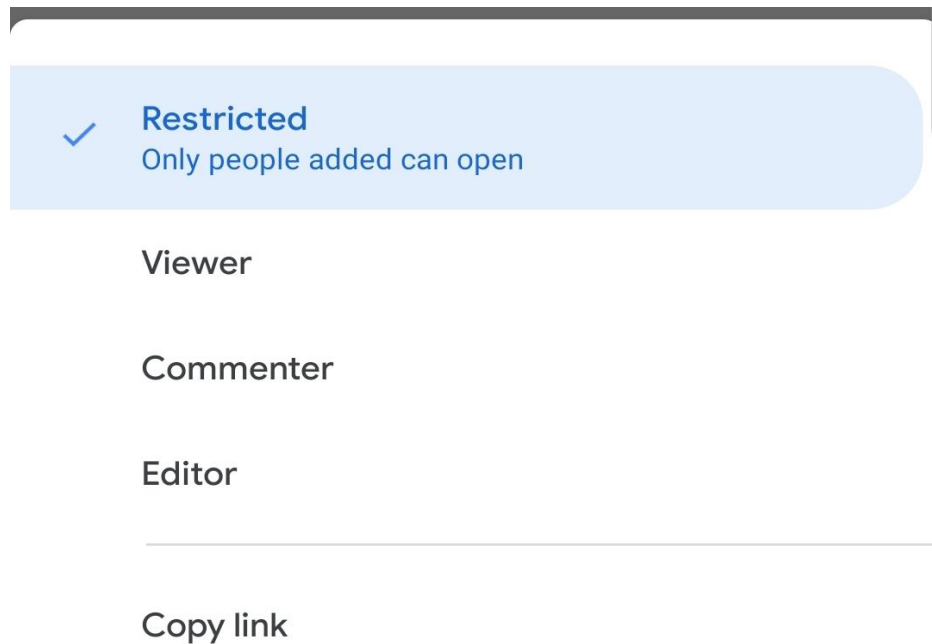 Restricted
Only people added can open
Viewer
Commenter
Editor
Copy link